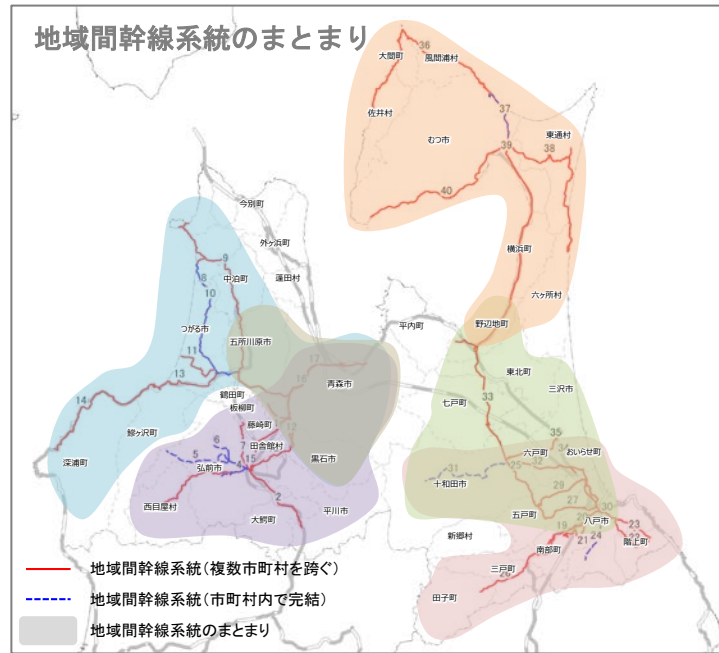 地域間幹線系統のまとまり
36
大間町
風間浦村
佐井村
37
むつ市
東通村
39
38
40
今別町
横浜町
外ヶ浜町
9
中泊町
蓬田村
8
六ヶ所村
10
つがる市
野辺地町
平内町
五所川原市
11
17
東北町
13
16
青森市
三沢市
14
鶴田町
七戸町
33
板柳町
鰺ヶ沢町
藤崎町
12
35
6
7
田舎館村
六戸町
34
おいらせ町
深浦町
5
弘前市
15
黒石市
31
25
32
十和田市
29
西目屋村
2
平川市
五戸町
27
30
大鰐町
八戸市
新郷村
19
23
21
24
22
南部町
階上町
三戸町
田子町
地域間幹線系統(複数市町村を跨ぐ)
地域間幹線系統(市町村内で完結)
地域間幹線系統のまとまり